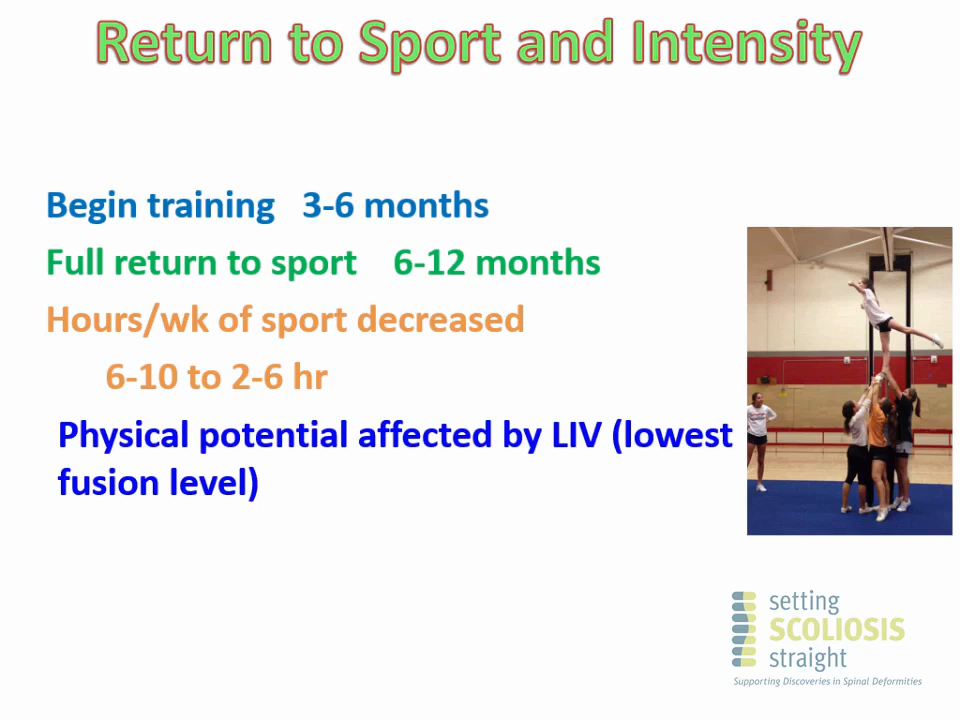 Return to Sport and Intensity
Begin training 3-6 months
Full return to sport 6-12 months
Hours/wk of sport decreased
6-10 to 2-6 hr
Physical potential affected by LIV (lowest
fusion level)
setting
SCOLIOSIS
straight
Supporting Discoveries in Spinal Deformities